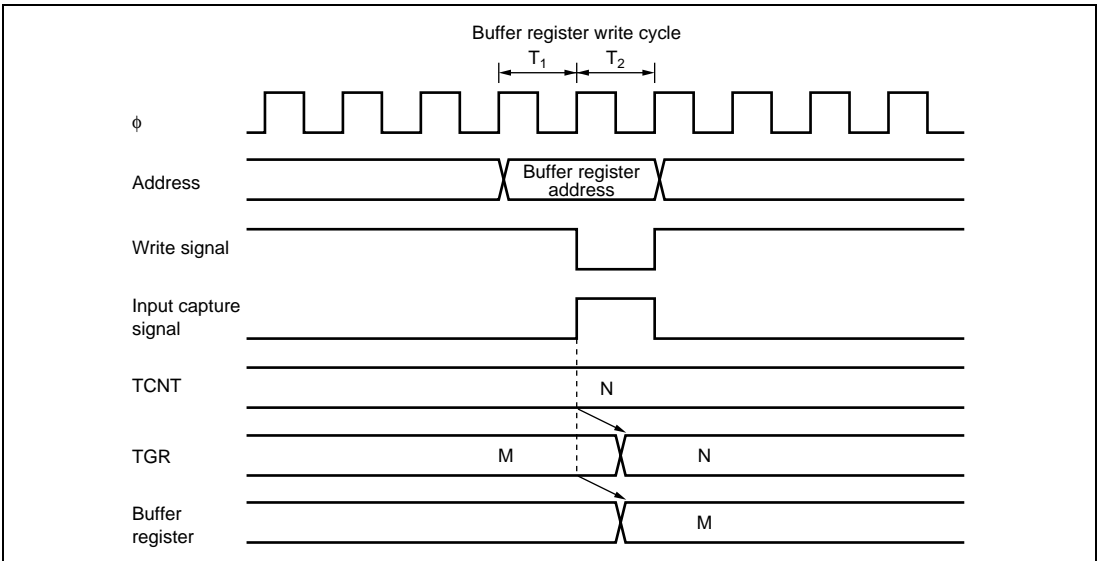 Buffer register write cycle
T1 T2
ϕ
Address
Buffer register
address
Write signal
Input capture
signal
TCNT
N
TGR
M
N
Buffer
register
M